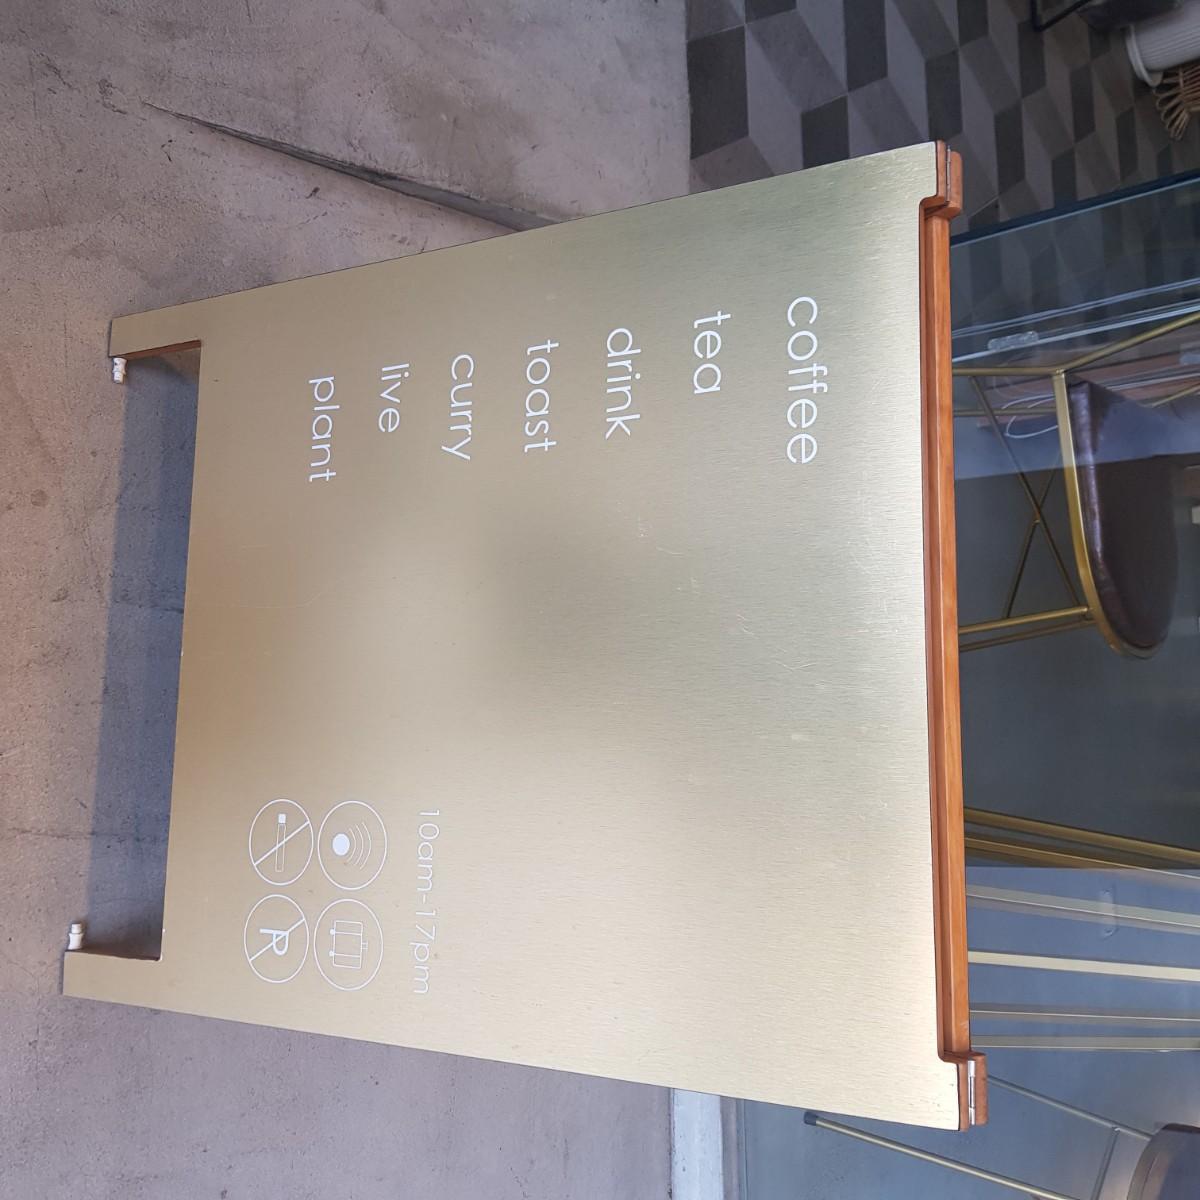 coffee
tea
drink
toast
curry
live
plant
10am-17pm
P